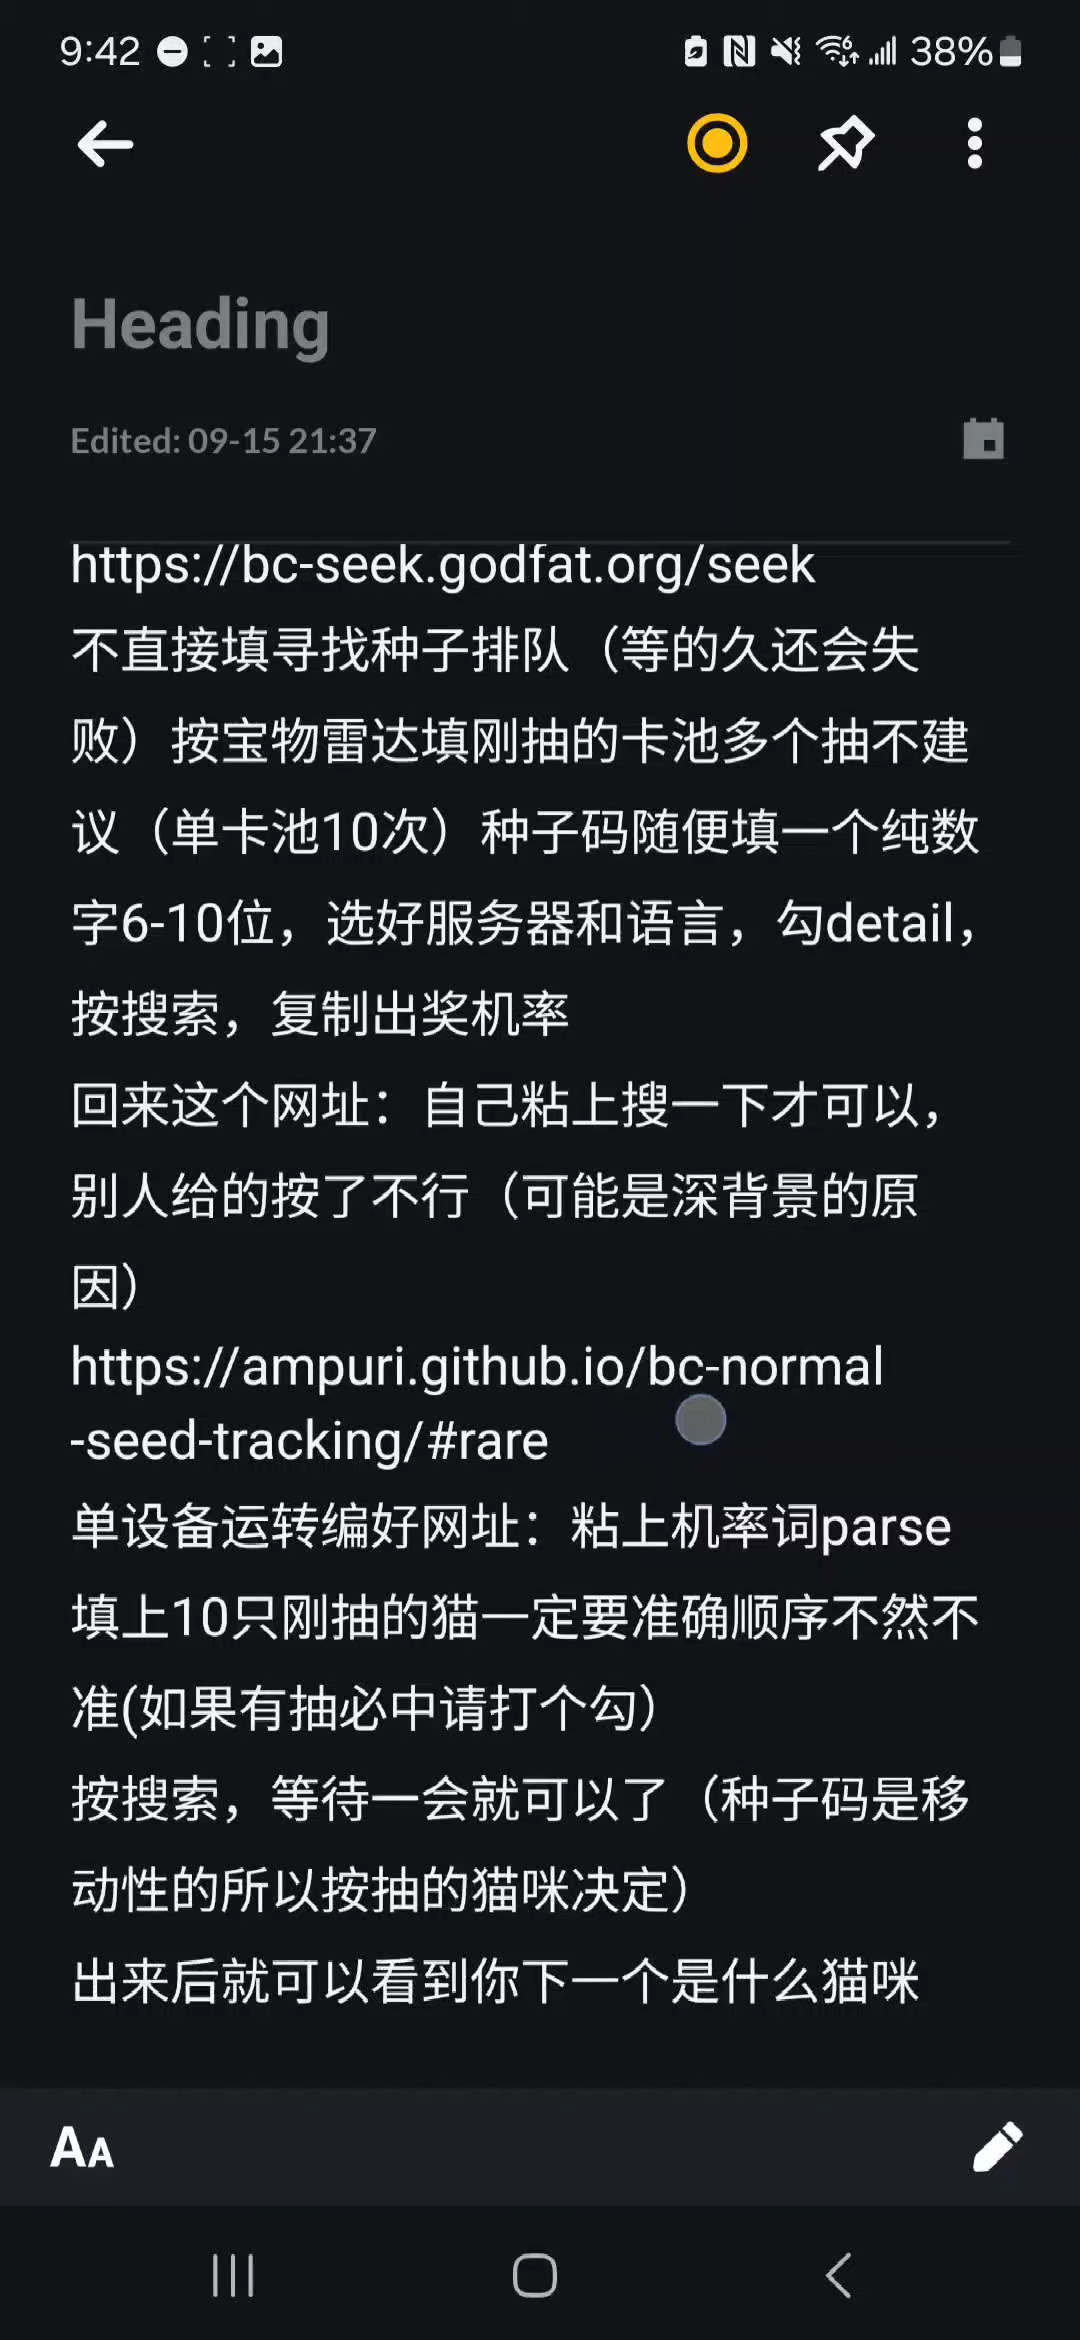 9:42
6
38%
Heading
Edited: 09-15 21:37
https://bc-seek.godfat.org/seek
不直接填寻找种子排队（等的久还会失
败）按宝物雷达填刚抽的卡池多个抽不建
议（单卡池10次）种子码随便填一个纯数
字6-10位，选好服务器和语言，勾detail，
按搜索，复制出奖机率
回来这个网址：自己粘上搜一下才可以，
别人给的按了不行（可能是深背景的原
因）
https://ampuri.github.io/bc-normal
-seed-tracking/#rare
单设备运转编好网址：粘上机率词parse
填上10只刚抽的猫一定要准确顺序不然不
准(如果有抽必中请打个勾）
按搜索，等待一会就可以了（种子码是移
动性的所以按抽的猫咪决定）
出来后就可以看到你下一个是什么猫咪
AA